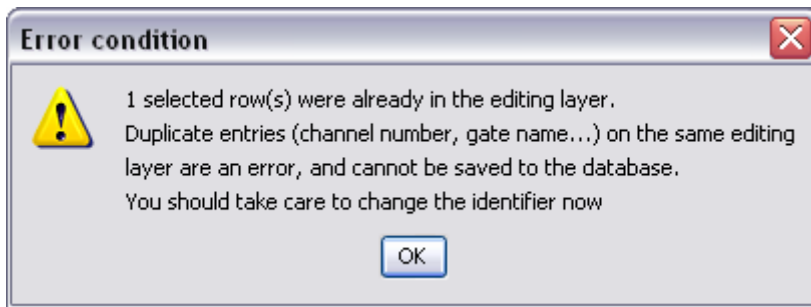 Error condition
1 selected row(s) were already in the editing layer.
Duplicate entries (channel number, gate name...) on the same editing
layer are an error, and cannot be saved to the database.
You should take care to change the identifier now
OK